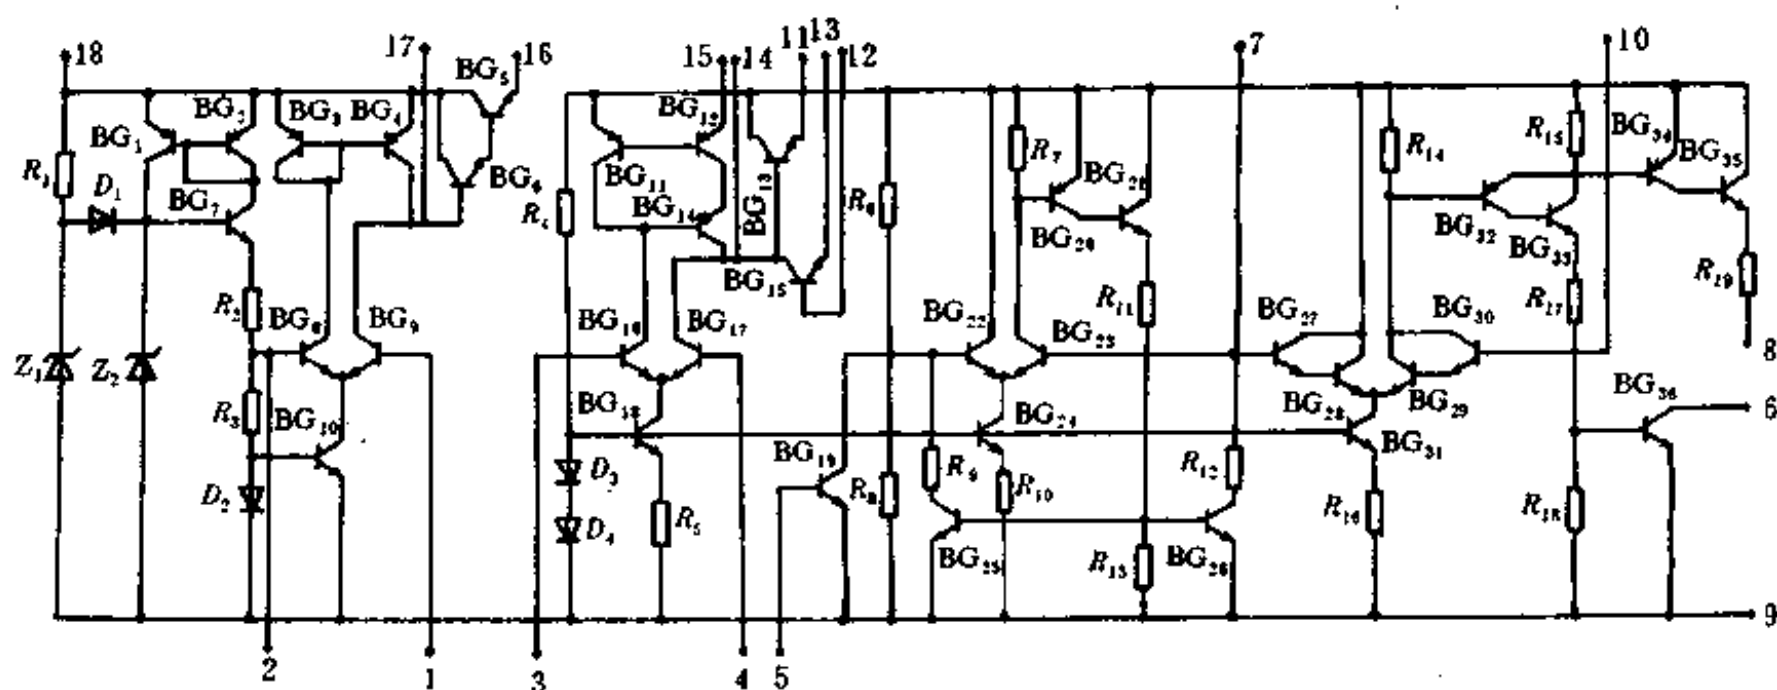 18
17
16
15
14
11
13
12
7
10
BG₅
BG₂
BG₃
BG₄
BG₁₂
BG₁
R₁
D₁
BG₇
BG₆
BG₁₁
BG₁₃
BG₁₄
R₆
R₇
BG₂₀
R₁₄
R₁₅
BG₃₄
BG₃₅
BG₃₂
BG₃₃
BG₁₅
R₁₁
R₁₇
R₁₉
R₂
BG₈
BG₉
BG₁₆
BG₁₇
BG₂₂
BG₂₃
BG₂₇
BG₃₀
8
Z₁
Z₂
R₃
BG₁₀
BG₁₈
BG₂₄
BG₂₈
BG₂₉
BG₃₆
6
BG₃₁
BG₁₉
D₂
D₃
D₄
R₅
R₈
R₉
R₁₀
R₁₂
R₁₆
R₁₈
BG₂₅
R₁₃
BG₂₆
9
2
1
3
4
5